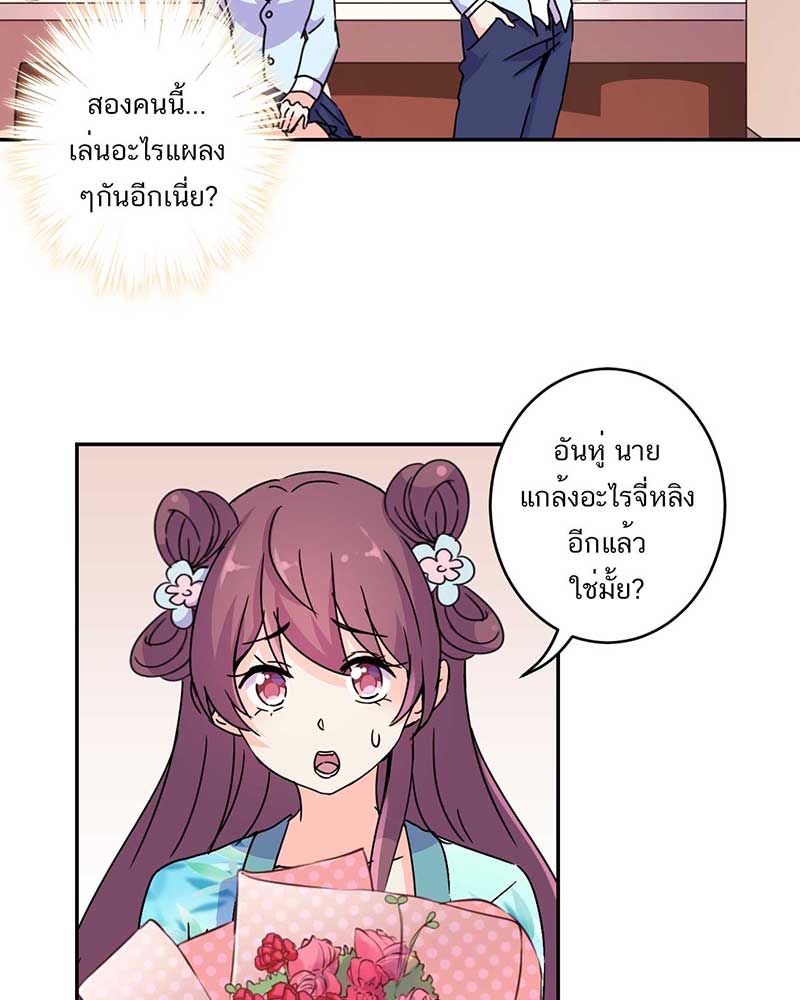 สองคนนี้...
เล่นอะไรแผลง
ๆกันอีกเนี่ย?
อันหู่ นาย
แกล้งอะไรจี่หลิง
อีกแล้ว
ใช่มั้ย?